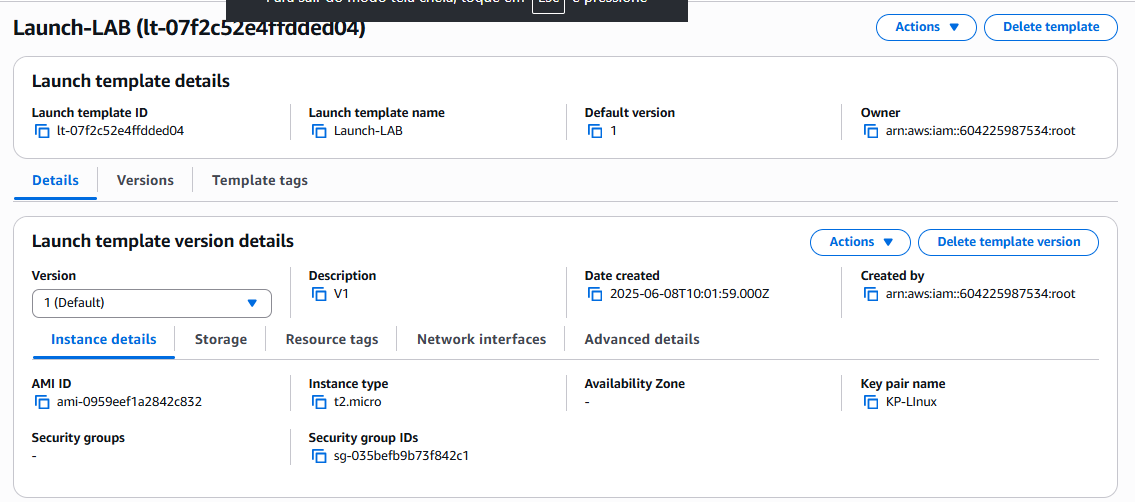 Para sair do modo tela cheia, toque em Esc e pressione
Launch-LAB (lt-07f2c52e4ffdded04)
Actions
Delete template
Launch template details
Launch template ID
Launch template name
Default version
Owner
lt-07f2c52e4ffdded04
Launch-LAB
1
arn:aws:iam::604225987534:root
Details
Versions
Template tags
Launch template version details
Actions
Delete template version
Version
Description
Date created
Created by
1 (Default)
V1
2025-06-08T10:01:59.000Z
arn:aws:iam::604225987534:root
Instance details
Storage
Resource tags
Network interfaces
Advanced details
AMI ID
Instance type
Availability Zone
Key pair name
ami-0959eef1a2842c832
t2.micro
-
KP-LInux
Security groups
Security group IDs
-
sg-035befb9b73f842c1